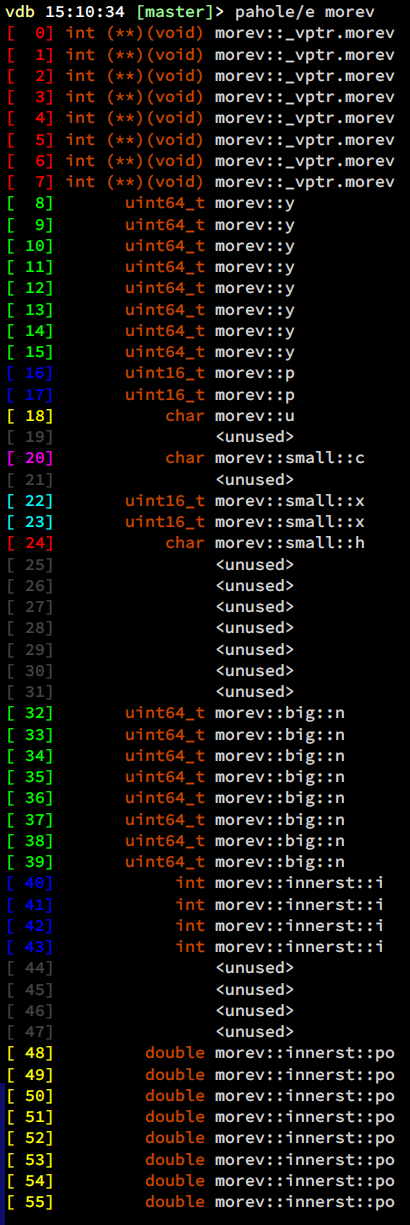 vdb 15:10:34 [master]> pahole/e morev
[  0] int (**)(void) morev::_vptr.morev
[  1] int (**)(void) morev::_vptr.morev
[  2] int (**)(void) morev::_vptr.morev
[  3] int (**)(void) morev::_vptr.morev
[  4] int (**)(void) morev::_vptr.morev
[  5] int (**)(void) morev::_vptr.morev
[  6] int (**)(void) morev::_vptr.morev
[  7] int (**)(void) morev::_vptr.morev
[  8]       uint64_t morev::y
[  9]       uint64_t morev::y
[ 10]       uint64_t morev::y
[ 11]       uint64_t morev::y
[ 12]       uint64_t morev::y
[ 13]       uint64_t morev::y
[ 14]       uint64_t morev::y
[ 15]       uint64_t morev::y
[ 16]       uint16_t morev::p
[ 17]       uint16_t morev::p
[ 18]           char morev::u
[ 19]                <unused>
[ 20]           char morev::small::c
[ 21]                <unused>
[ 22]       uint16_t morev::small::x
[ 23]       uint16_t morev::small::x
[ 24]           char morev::small::h
[ 25]                <unused>
[ 26]                <unused>
[ 27]                <unused>
[ 28]                <unused>
[ 29]                <unused>
[ 30]                <unused>
[ 31]                <unused>
[ 32]       uint64_t morev::big::n
[ 33]       uint64_t morev::big::n
[ 34]       uint64_t morev::big::n
[ 35]       uint64_t morev::big::n
[ 36]       uint64_t morev::big::n
[ 37]       uint64_t morev::big::n
[ 38]       uint64_t morev::big::n
[ 39]       uint64_t morev::big::n
[ 40]            int morev::innerst::i
[ 41]            int morev::innerst::i
[ 42]            int morev::innerst::i
[ 43]            int morev::innerst::i
[ 44]                <unused>
[ 45]                <unused>
[ 46]                <unused>
[ 47]                <unused>
[ 48]         double morev::innerst::po
[ 49]         double morev::innerst::po
[ 50]         double morev::innerst::po
[ 51]         double morev::innerst::po
[ 52]         double morev::innerst::po
[ 53]         double morev::innerst::po
[ 54]         double morev::innerst::po
[ 55]         double morev::innerst::po